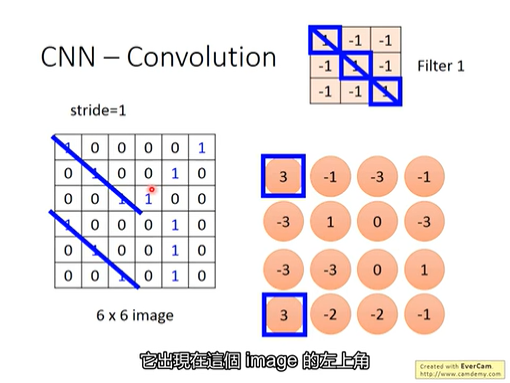 CNN – Convolution
1 -1 -1
-1 1 -1
-1 -1 1
Filter 1
stride=1
1 0 0 0 0 1
0 1 0 0 1 0
0 0 1 1 0 0
1 0 0 0 1 0
0 1 0 0 1 0
0 0 1 0 1 0
6 x 6 image
3 -1 -3 -1
-3 1 0 -3
-3 -3 0 1
3 -2 -2 -1
它出現在這個 image 的左上角
Created with EverCam.
http://www.camdemy.com